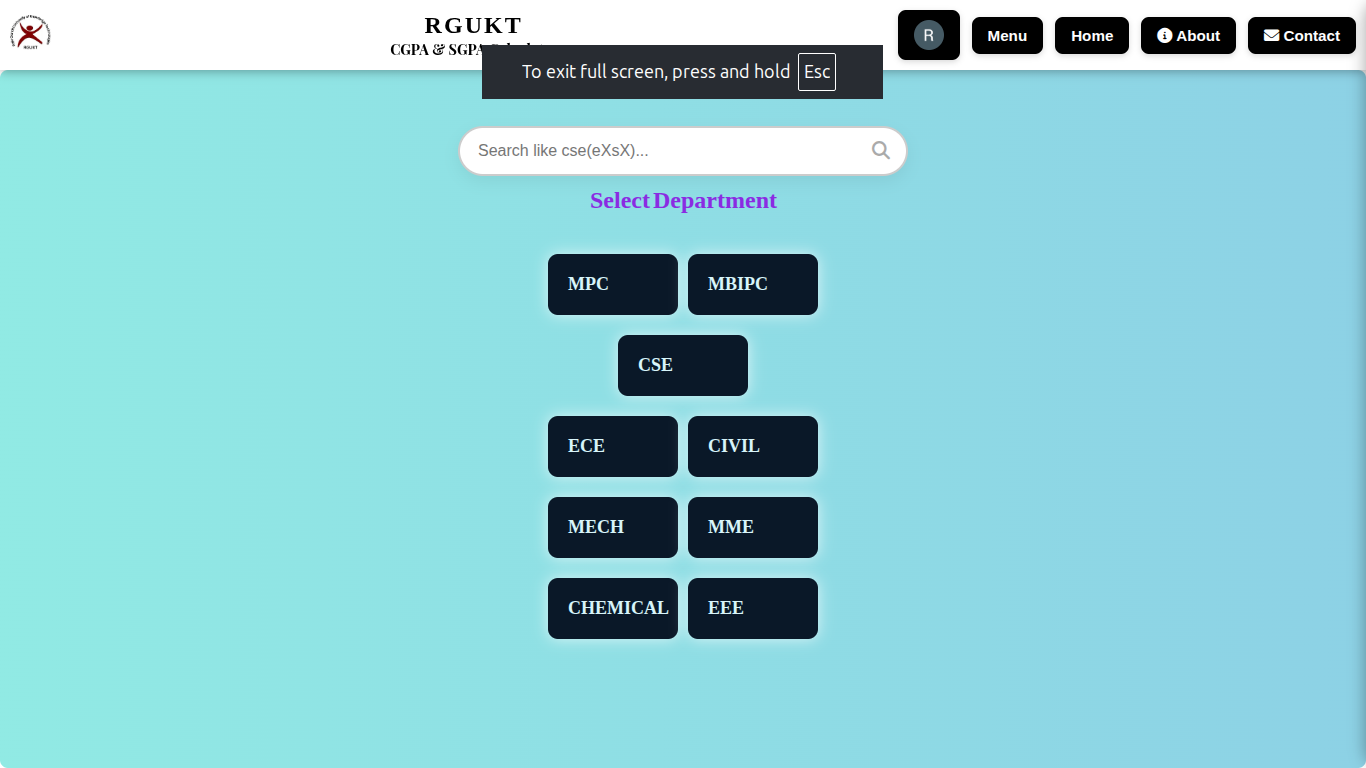 RGUKT
CGPA & SGPA
R
Menu
Home
About
Contact
To exit full screen, press and hold Esc
Search like cse(eXsX)...
Select Department
MPC
MBIPC
CSE
ECE
CIVIL
MECH
MME
CHEMICAL
EEE